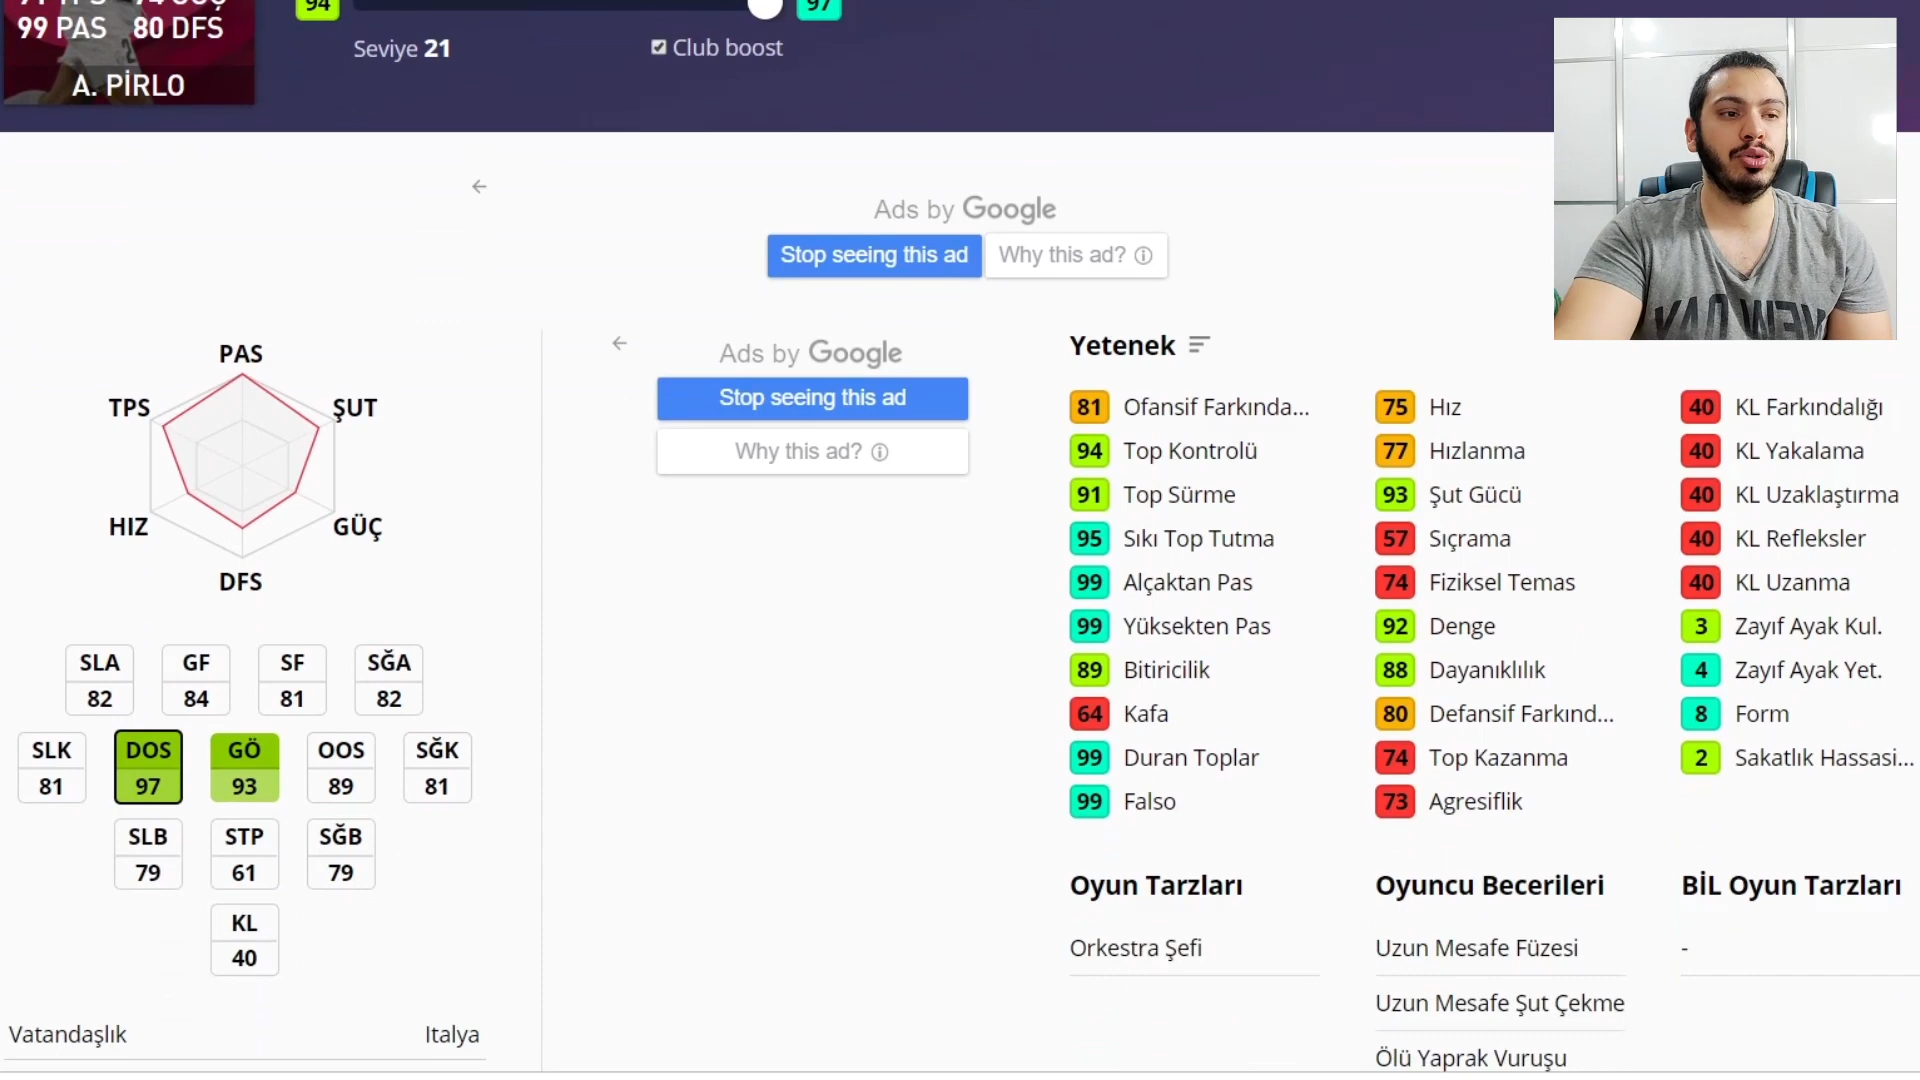 99 PAS 80 DFS
A. PİRLO
94
97
Seviye 21
Club boost
Ads by Google
Stop seeing this ad
Why this ad?
Ads by Google
Stop seeing this ad
Why this ad?
PAS
TPS
ŞUT
HIZ
GÜÇ
DFS
SLA GF SF SĞA
82 84 81 82
SLK DOS GÖ OOS SĞK
81 97 93 89 81
SLB STP SĞB
79 61 79
KL
40
Vatandaşlık İtalya
Yetenek
81 Ofansif Farkında...
94 Top Kontrolü
91 Top Sürme
95 Sıkı Top Tutma
99 Alçaktan Pas
99 Yüksekten Pas
89 Bitiricilik
64 Kafa
99 Duran Toplar
99 Falso
75 Hız
77 Hızlanma
93 Şut Gücü
57 Sıçrama
74 Fiziksel Temas
92 Denge
88 Dayanıklılık
80 Defansif Farkınd...
74 Top Kazanma
73 Agresiflik
40 KL Farkındalığı
40 KL Yakalama
40 KL Uzaklaştırma
40 KL Refleksler
40 KL Uzanma
3 Zayıf Ayak Kul.
4 Zayıf Ayak Yet.
8 Form
2 Sakatlık Hassasi...
Oyun Tarzları
Orkestra Şefi
Oyuncu Becerileri
Uzun Mesafe Füzesi
Uzun Mesafe Şut Çekme
Ölü Yaprak Vuruşu
BİL Oyun Tarzları
-